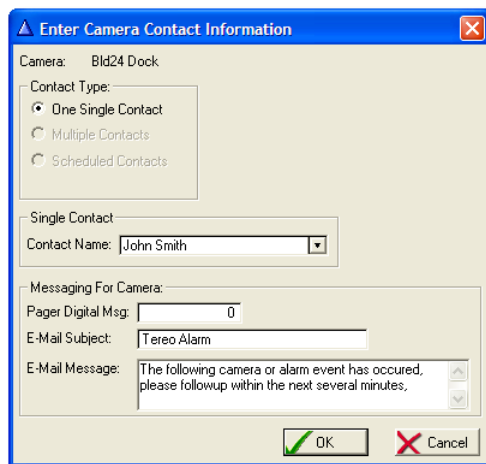 Enter Camera Contact Information
Camera: Bld24 Dock
Contact Type:
One Single Contact
Multiple Contacts
Scheduled Contacts
Single Contact
Contact Name: John Smith
Messaging For Camera:
Pager Digital Msg: 0
E-Mail Subject: Tereo Alarm
E-Mail Message: The following camera or alarm event has occured,
please followup within the next several minutes,
OK Cancel